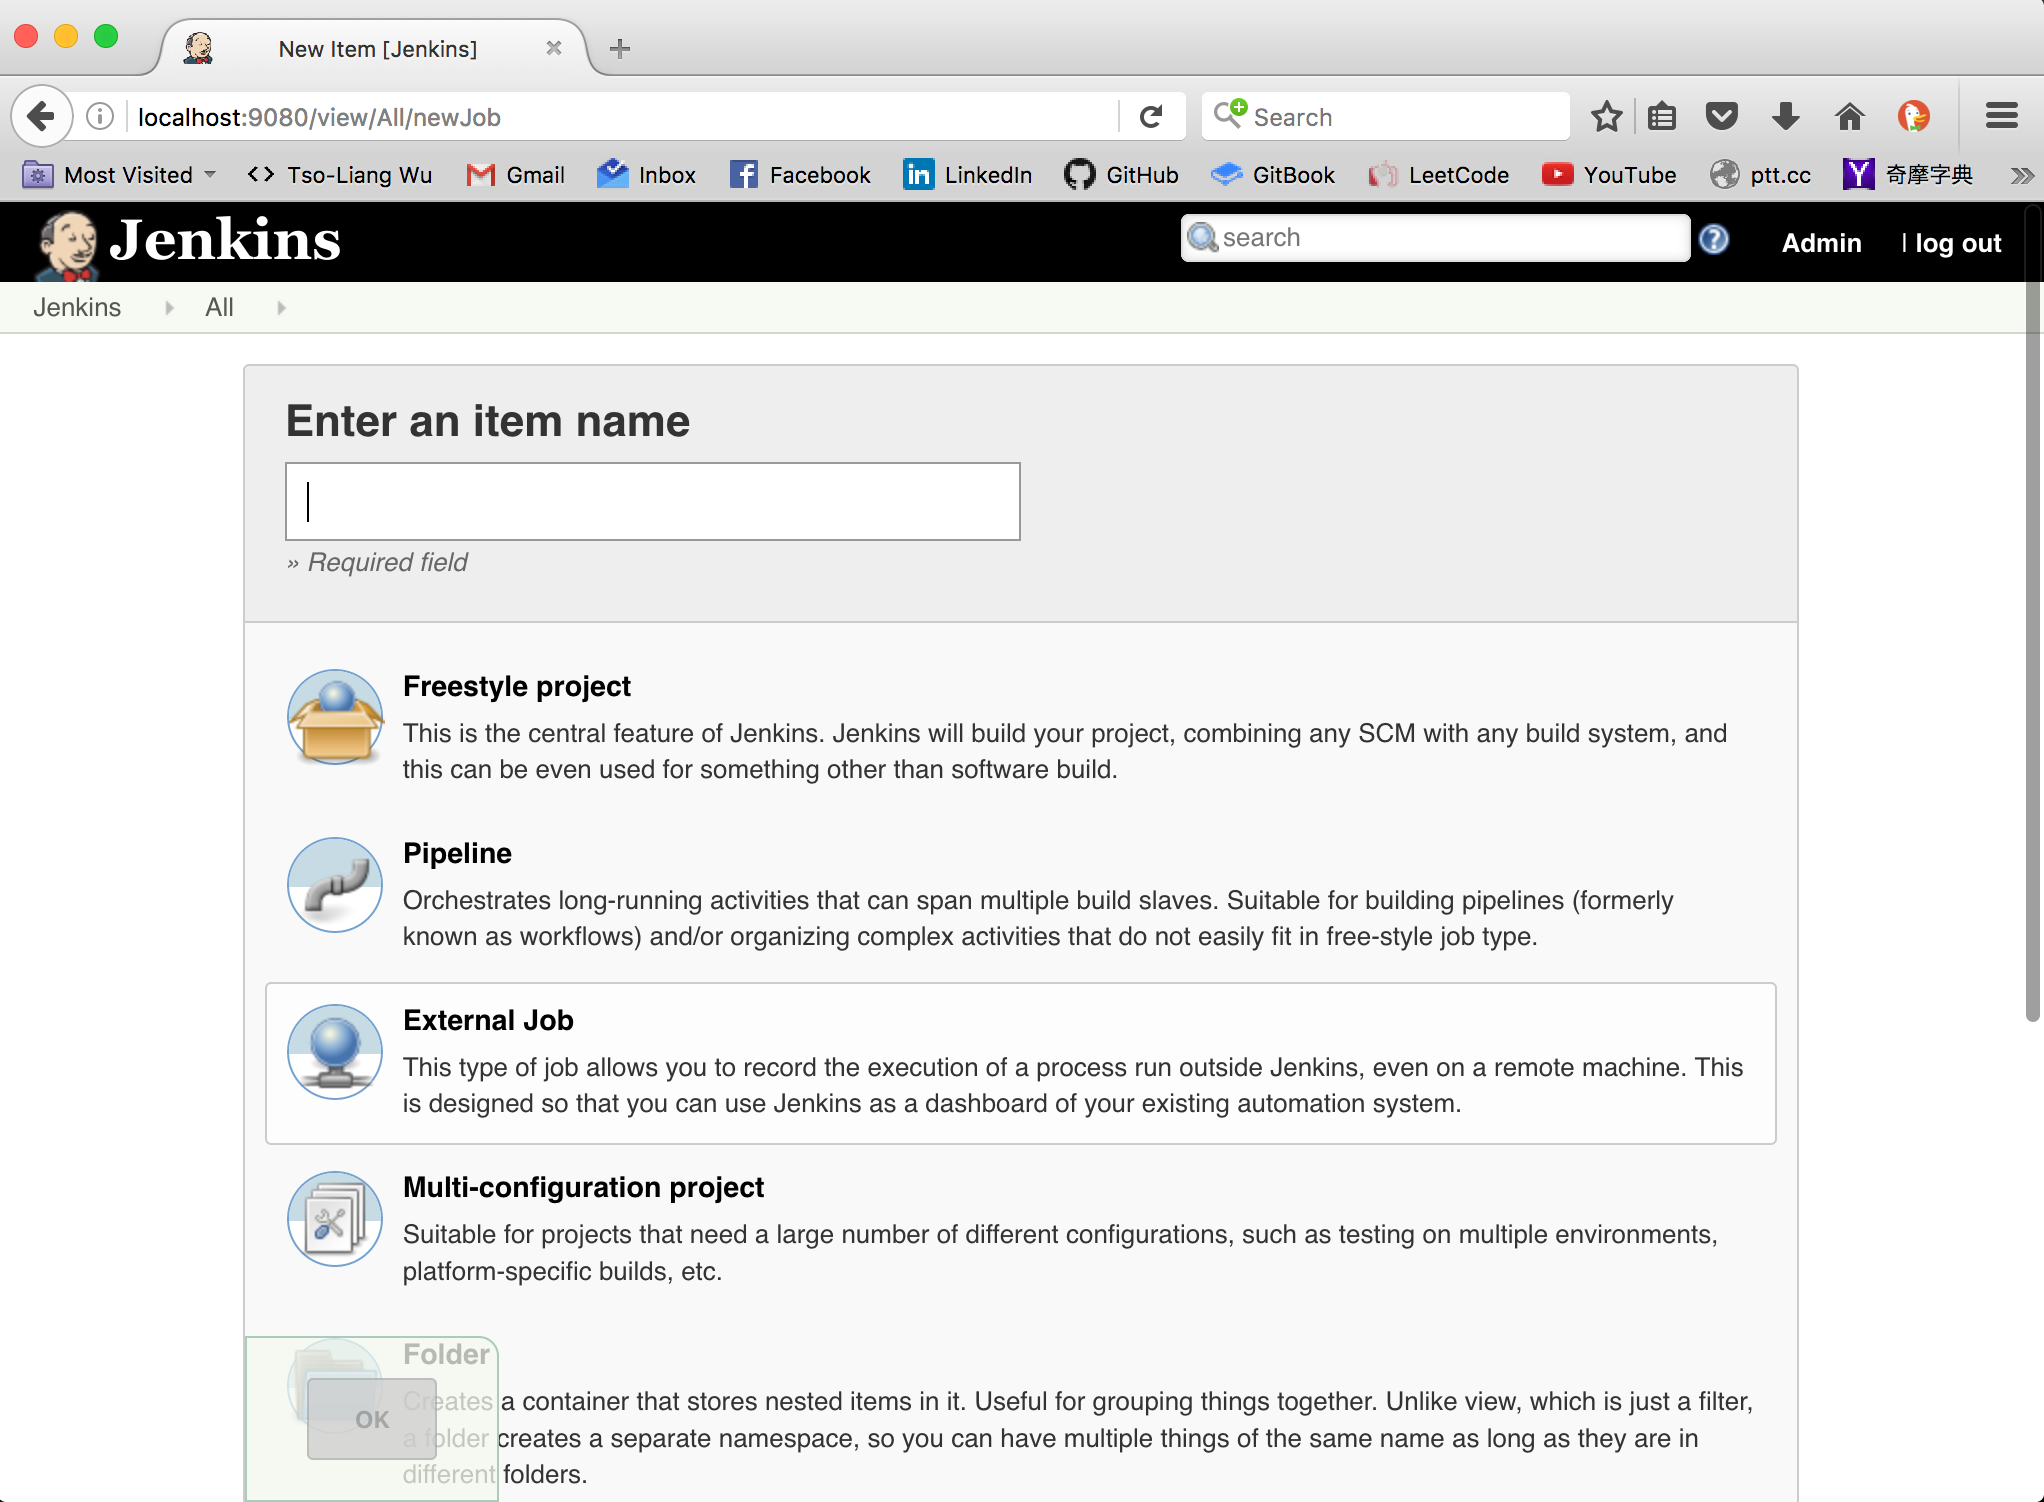 New Item [Jenkins]
localhost:9080/view/All/newJob
Search
Most Visited
Tso-Liang Wu
Gmail
Inbox
Facebook
LinkedIn
GitHub
GitBook
LeetCode
YouTube
ptt.cc
奇摩字典
Jenkins
search
Admin
| log out
Jenkins
All
Enter an item name
» Required field
Freestyle project
This is the central feature of Jenkins. Jenkins will build your project, combining any SCM with any build system, and
this can be even used for something other than software build.
Pipeline
Orchestrates long-running activities that can span multiple build slaves. Suitable for building pipelines (formerly
known as workflows) and/or organizing complex activities that do not easily fit in free-style job type.
External Job
This type of job allows you to record the execution of a process run outside Jenkins, even on a remote machine. This
is designed so that you can use Jenkins as a dashboard of your existing automation system.
Multi-configuration project
Suitable for projects that need a large number of different configurations, such as testing on multiple environments,
platform-specific builds, etc.
Folder
Creates a container that stores nested items in it. Useful for grouping things together. Unlike view, which is just a filter,
a folder creates a separate namespace, so you can have multiple things of the same name as long as they are in
different folders.
OK